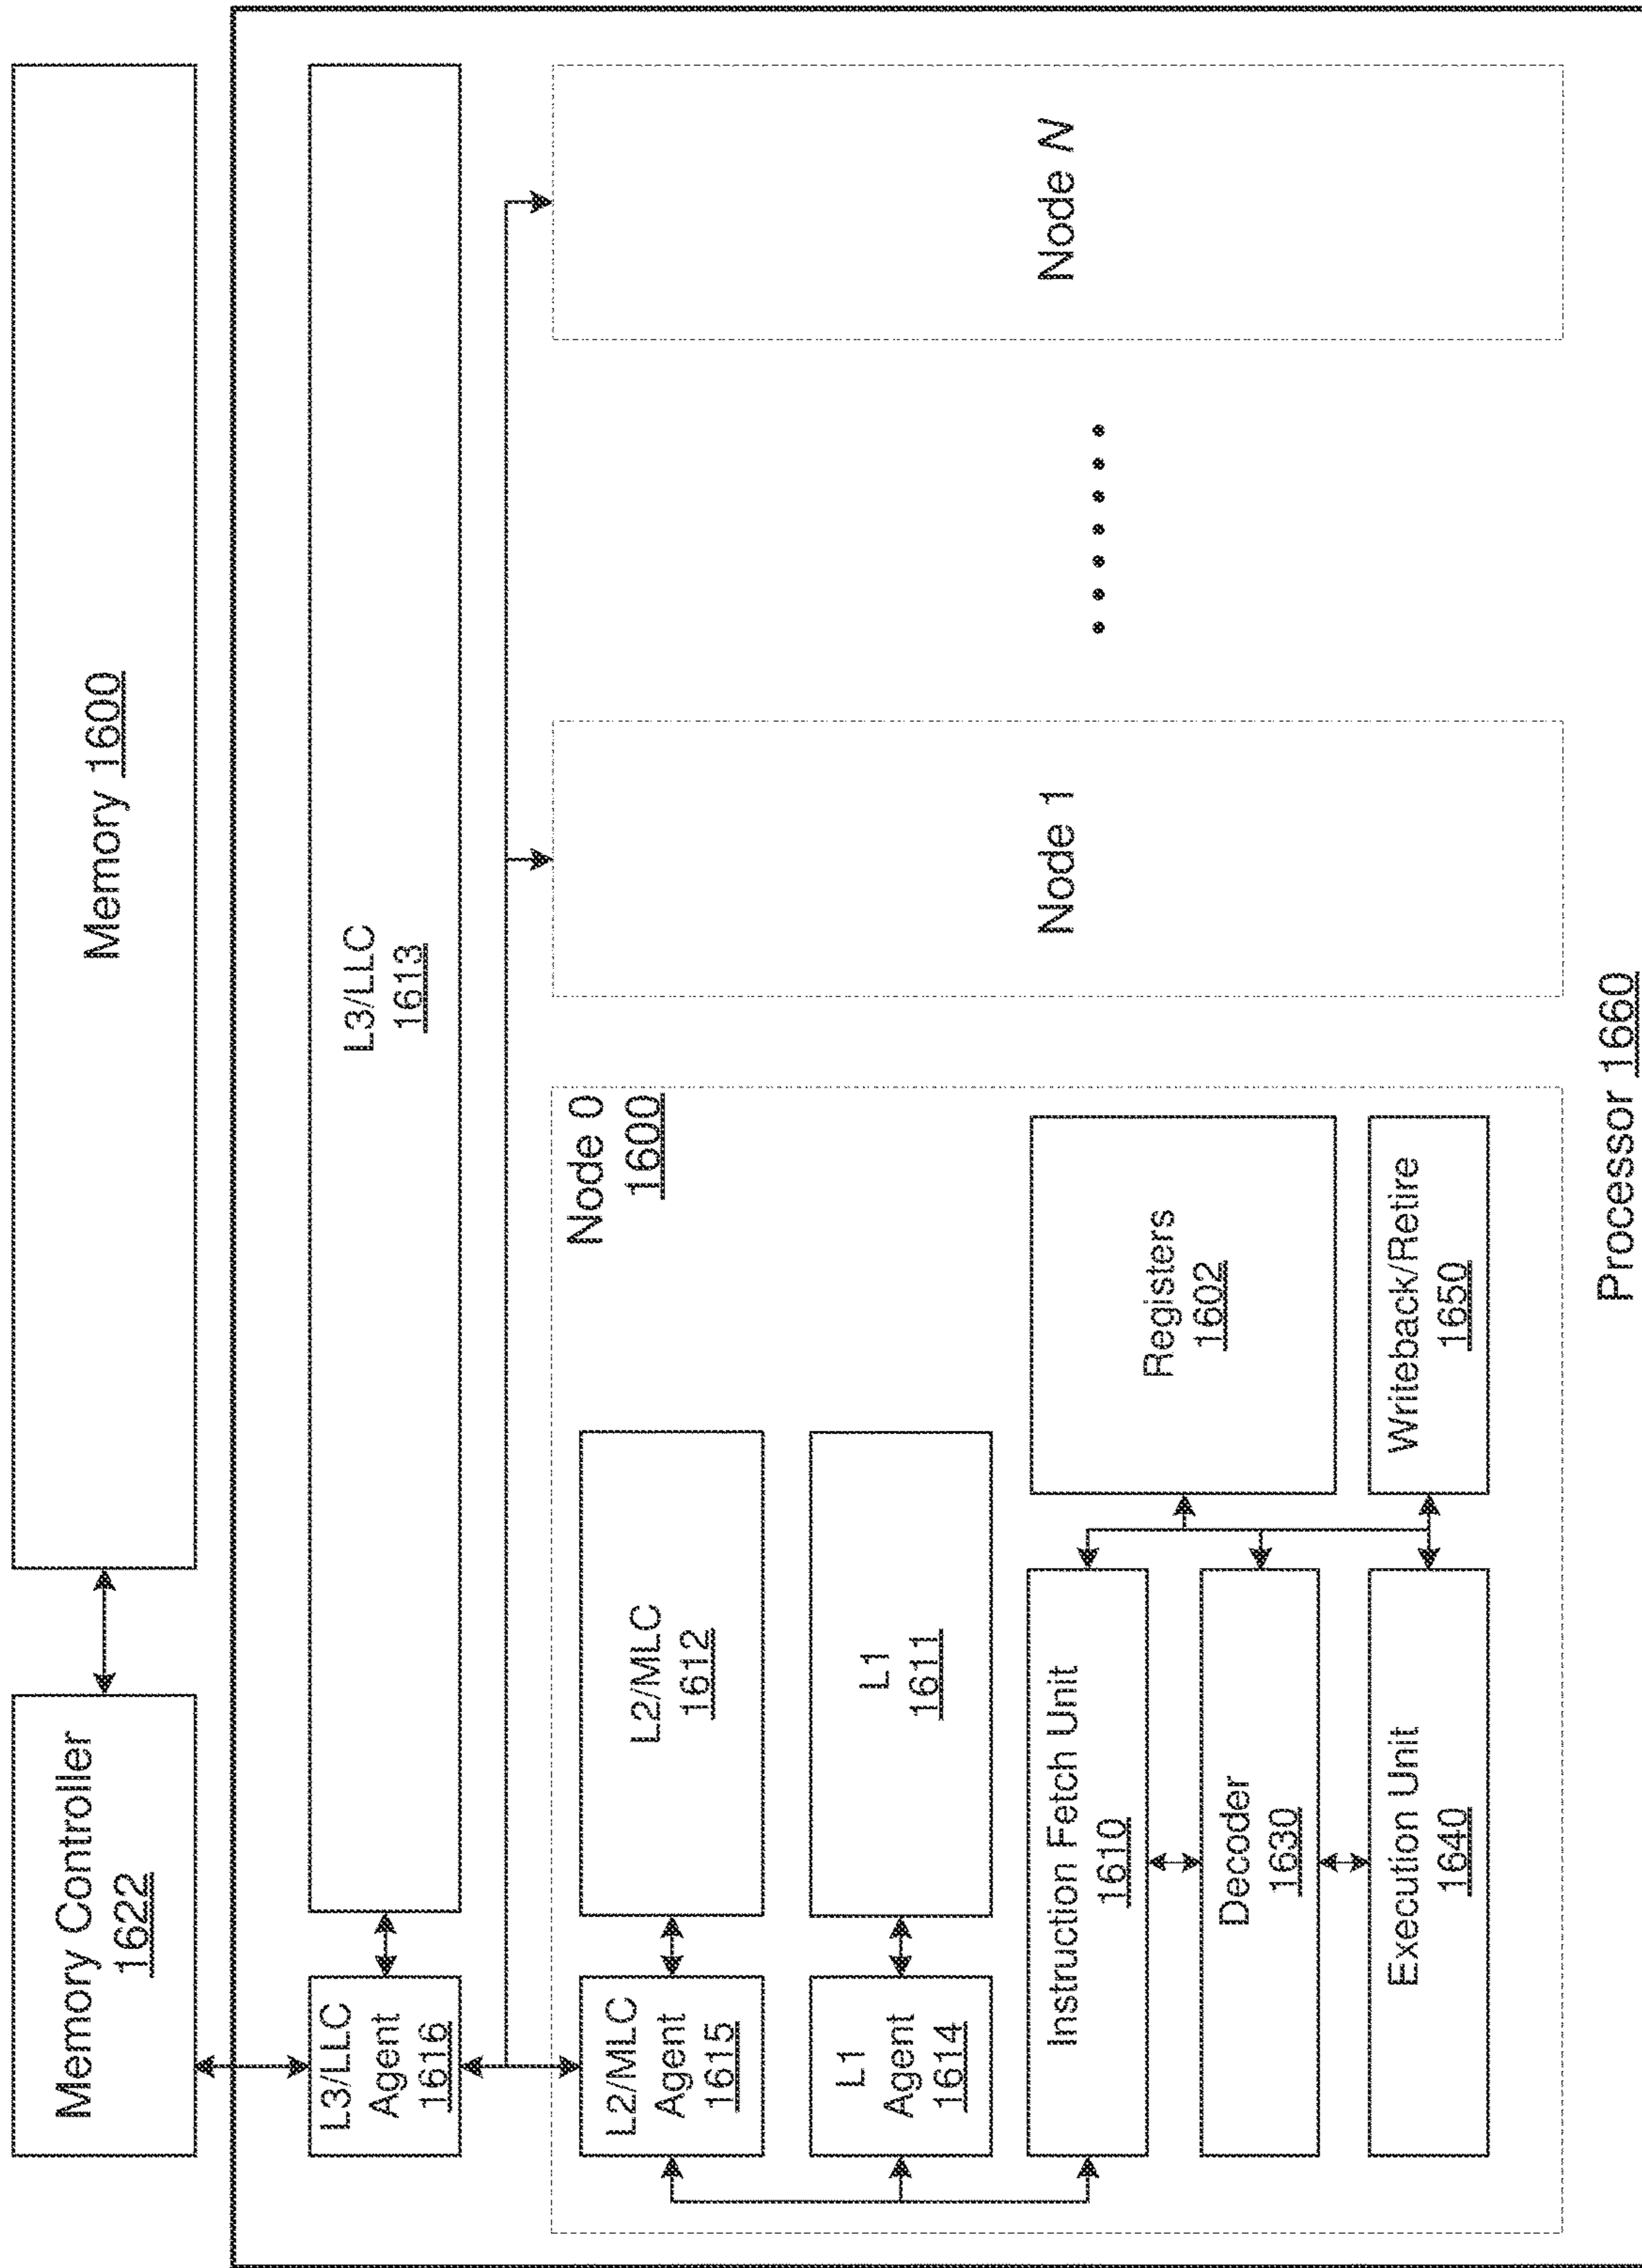 Memory Controller
1622
Memory 1600
L3/LLC
Agent
1616
L3/LLC
1613
L2/MLC
Agent
1615
L2/MLC
1612
Node 0
1600
L1
Agent
1614
L1
1611
Instruction Fetch Unit
1610
Decoder
1630
Execution Unit
1640
Registers
1602
Writeback/Retire
1650
Node 1
Node N
Processor 1660